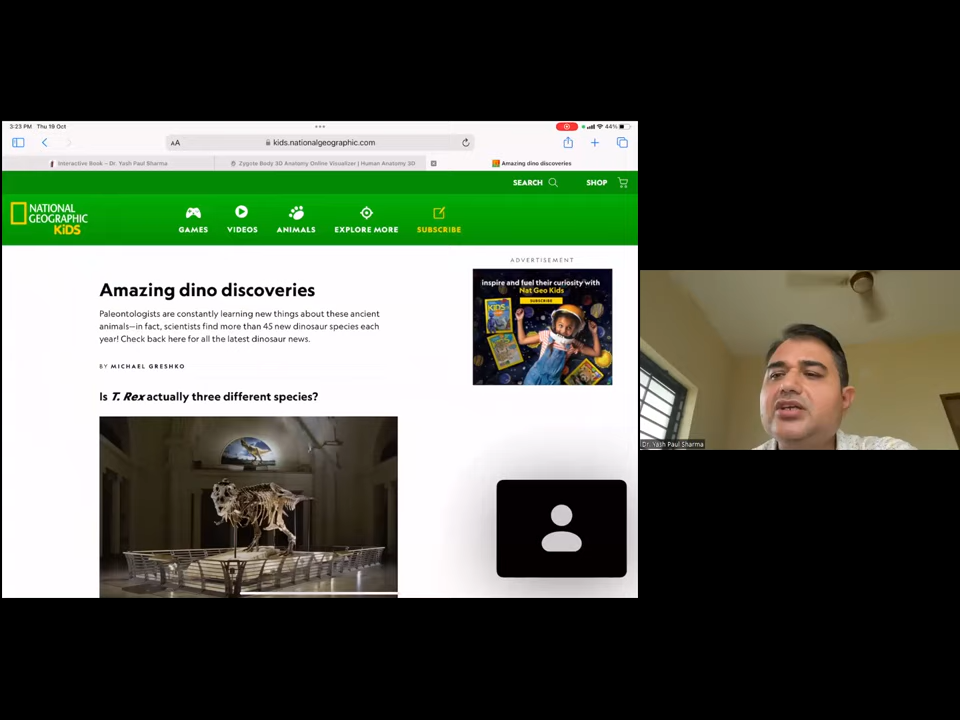 3:23 PM Thu 19 Oct
44%
AA
kids.nationalgeographic.com
Interactive Book – Dr. Yash Paul Sharma
Zygote Body 3D Anatomy Online Visualizer | Human Anatomy 3D
Amazing dino discoveries
SEARCH
SHOP
NATIONAL
GEOGRAPHIC
KiDS
GAMES
VIDEOS
ANIMALS
EXPLORE MORE
SUBSCRIBE
ADVERTISEMENT
inspire and fuel their curiosity with
Nat Geo Kids
SUBSCRIBE
Amazing dino discoveries
Paleontologists are constantly learning new things about these ancient
animals—in fact, scientists find more than 45 new dinosaur species each
year! Check back here for all the latest dinosaur news.
BY MICHAEL GRESHKO
Is T. Rex actually three different species?
Dr. Yash Paul Sharma